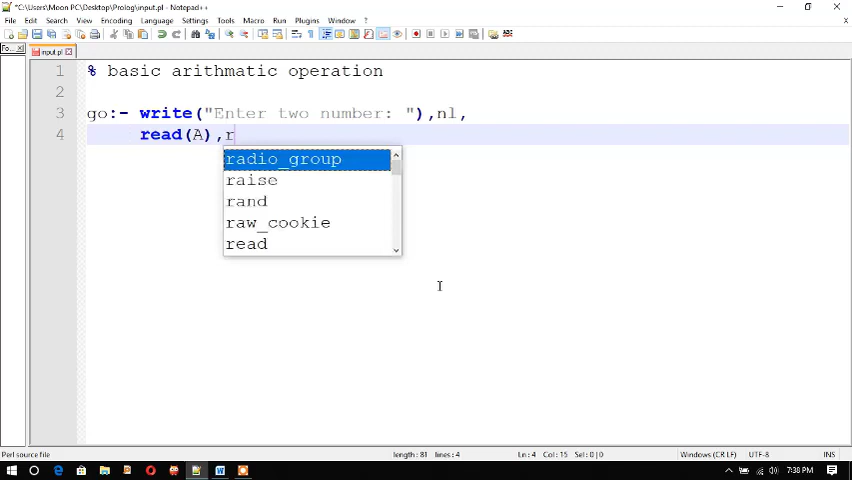 *C:\Users\Moon PC\Desktop\Prolog\input.pl - Notepad++
File Edit Search View Encoding Language Settings Tools Macro Run Plugins Window ?
X
Fo...
input.pl
1 % basic arithmatic operation
2
3 go:- write("Enter two number: "),nl,
4 read(A),r
radio_group
raise
rand
raw_cookie
read
Perl source file length: 81 lines: 4 Ln: 4 Col: 15 Sel: 0 | 0 Windows (CR LF) UTF-8 INS
7:38 PM